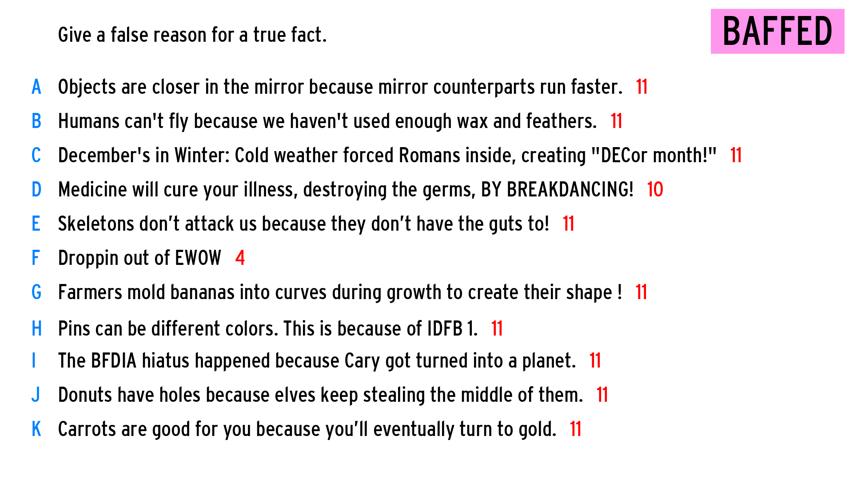 Give a false reason for a true fact.
BAFFED
A Objects are closer in the mirror because mirror counterparts run faster. 11
B Humans can't fly because we haven't used enough wax and feathers. 11
C December's in Winter: Cold weather forced Romans inside, creating "DECor month!" 11
D Medicine will cure your illness, destroying the germs, BY BREAKDANCING! 10
E Skeletons don’t attack us because they don’t have the guts to! 11
F Droppin out of EWOW 4
G Farmers mold bananas into curves during growth to create their shape ! 11
H Pins can be different colors. This is because of IDFB 1. 11
I The BFDIA hiatus happened because Cary got turned into a planet. 11
J Donuts have holes because elves keep stealing the middle of them. 11
K Carrots are good for you because you’ll eventually turn to gold. 11